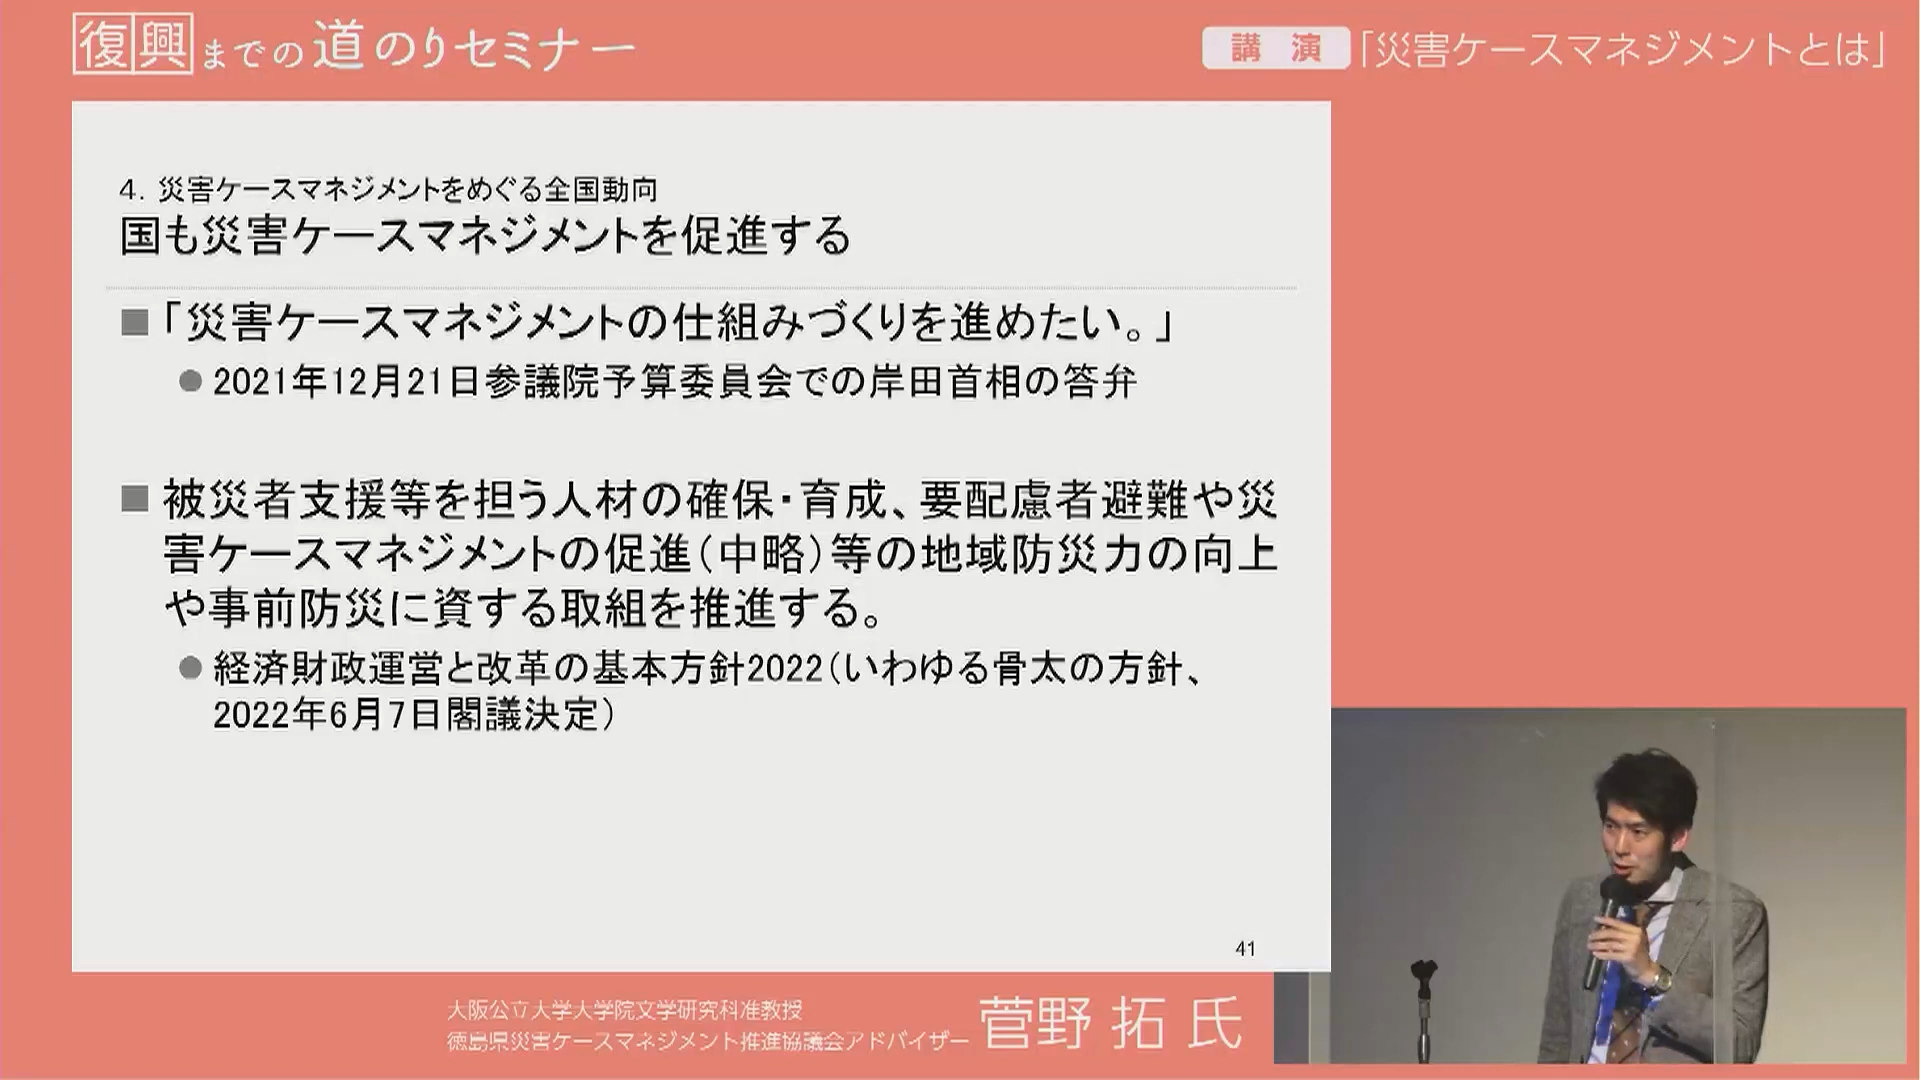 復興までの道のりセミナー
講 演 「災害ケースマネジメントとは」
4. 災害ケースマネジメントをめぐる全国動向
国も災害ケースマネジメントを促進する
■「災害ケースマネジメントの仕組みづくりを進めたい。」
●2021年12月21日参議院予算委員会での岸田首相の答弁
■被災者支援等を担う人材の確保・育成、要配慮者避難や災
害ケースマネジメントの促進（中略）等の地域防災力の向上
や事前防災に資する取組を推進する。
●経済財政運営と改革の基本方針2022（いわゆる骨太の方針、
2022年6月7日閣議決定）
41
大阪公立大学大学院文学研究科准教授
徳島県災害ケースマネジメント推進協議会アドバイザー
菅野 拓 氏